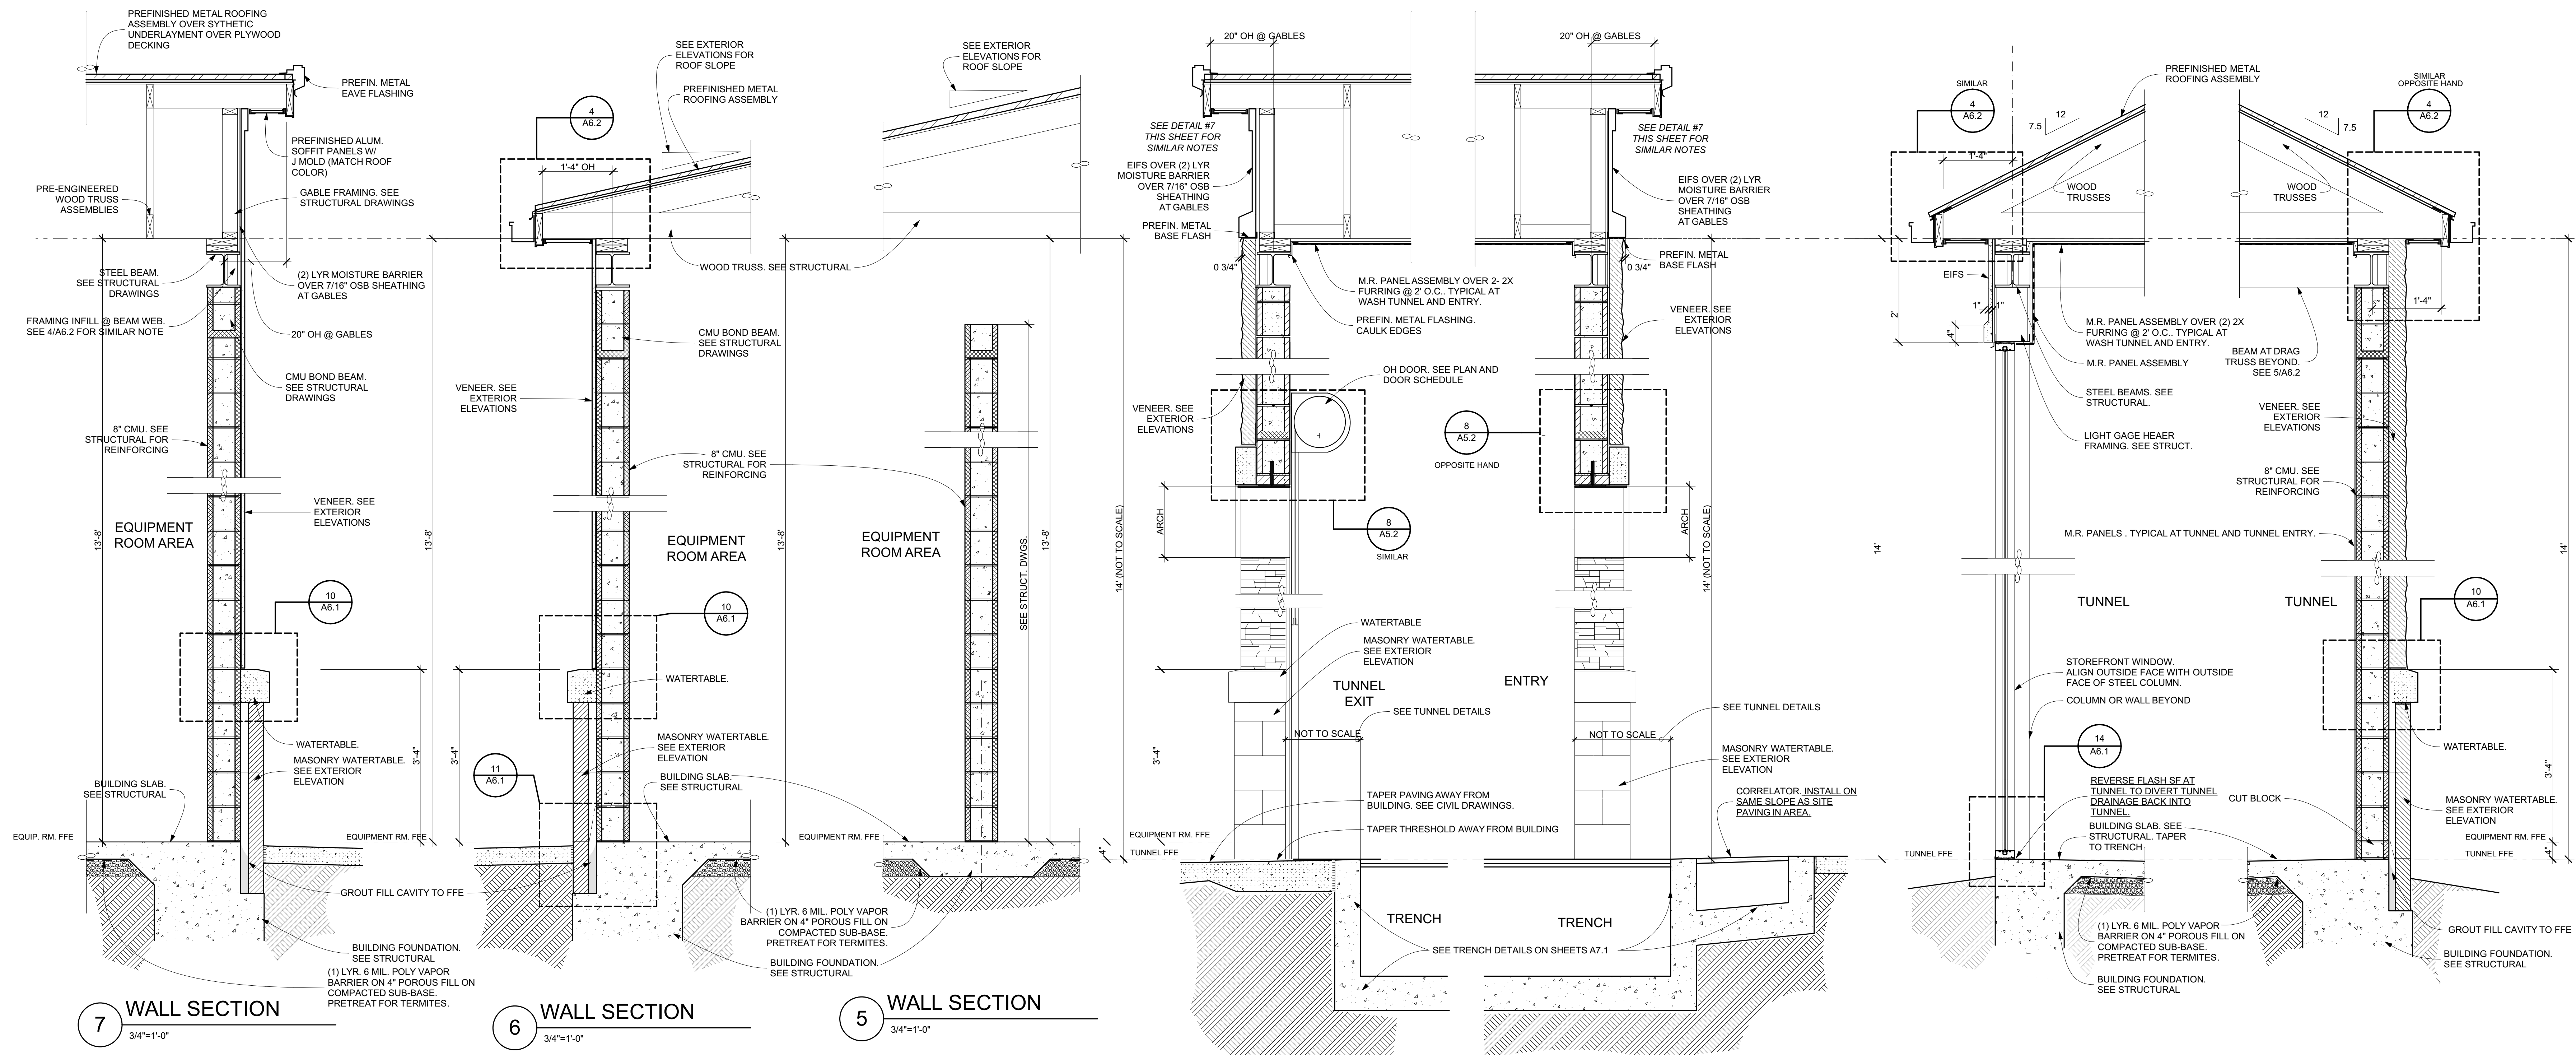 PREFINISHED METAL ROOFING
ASSEMBLY OVER SYTHETIC
UNDERLAYMENT OVER PLYWOOD
DECKING
PREFIN. METAL
EAVE FLASHING
PREFINISHED ALUM.
SOFFIT PANELS W/
J MOLD (MATCH ROOF
COLOR)
PRE-ENGINEERED
WOOD TRUSS
ASSEMBLIES
GABLE FRAMING. SEE
STRUCTURAL DRAWINGS
STEEL BEAM.
SEE STRUCTURAL
DRAWINGS
(2) LYR MOISTURE BARRIER
OVER 7/16" OSB SHEATHING
AT GABLES
FRAMING INFILL @ BEAM WEB.
SEE 4/A6.2 FOR SIMILAR NOTE
20" OH @ GABLES
CMU BOND BEAM.
SEE STRUCTURAL
DRAWINGS
8" CMU. SEE
STRUCTURAL FOR
REINFORCING
VENEER. SEE
EXTERIOR
ELEVATIONS
EQUIPMENT
ROOM AREA
13'-8'
10
A6.1
WATERTABLE.
MASONRY WATERTABLE.
SEE EXTERIOR
ELEVATION
3'-4"
BUILDING SLAB.
SEE STRUCTURAL
EQUIP. RM. FFE
EQUIPMENT RM. FFE
GROUT FILL CAVITY TO FFE
BUILDING FOUNDATION.
SEE STRUCTURAL
(1) LYR. 6 MIL. POLY VAPOR
BARRIER ON 4" POROUS FILL ON
COMPACTED SUB-BASE.
PRETREAT FOR TERMITES.
7
WALL SECTION
3/4"=1'-0"
SEE EXTERIOR
ELEVATIONS FOR
ROOF SLOPE
PREFINISHED METAL
ROOFING ASSEMBLY
4
A6.2
1'-4" OH
WOOD TRUSS. SEE STRUCTURAL
13'-8'
CMU BOND BEAM.
SEE STRUCTURAL
DRAWINGS
VENEER. SEE
EXTERIOR
ELEVATIONS
8" CMU. SEE
STRUCTURAL FOR
REINFORCING
EQUIPMENT
ROOM AREA
10
A6.1
WATERTABLE.
3'-4"
MASONRY WATERTABLE.
SEE EXTERIOR
ELEVATION
11
A6.1
BUILDING SLAB.
SEE STRUCTURAL
(1) LYR. 6 MIL. POLY VAPOR
BARRIER ON 4" POROUS FILL ON
COMPACTED SUB-BASE.
PRETREAT FOR TERMITES.
BUILDING FOUNDATION.
SEE STRUCTURAL
6
WALL SECTION
3/4"=1'-0"
SEE EXTERIOR
ELEVATIONS FOR
ROOF SLOPE
13'-8'
EQUIPMENT
ROOM AREA
SEE STRUCT. DWGS.
13'-8'
EQUIPMENT RM. FFE
5
WALL SECTION
3/4"=1'-0"
20" OH @ GABLES
SEE DETAIL #7
THIS SHEET FOR
SIMILAR NOTES
EIFS OVER (2) LYR
MOISTURE BARRIER
OVER 7/16" OSB
SHEATHING
AT GABLES
PREFIN. METAL
BASE FLASH
0 3/4"
M.R. PANEL ASSEMBLY OVER 2- 2X
FURRING @ 2' O.C.. TYPICAL AT
WASH TUNNEL AND ENTRY.
PREFIN. METAL FLASHING.
CAULK EDGES
OH DOOR. SEE PLAN AND
DOOR SCHEDULE
VENEER. SEE
EXTERIOR
ELEVATIONS
14' (NOT TO SCALE)
ARCH
8
A5.2
SIMILAR
WATERTABLE
MASONRY WATERTABLE.
SEE EXTERIOR
ELEVATION
TUNNEL
EXIT
SEE TUNNEL DETAILS
NOT TO SCALE
3'-4"
TAPER PAVING AWAY FROM
BUILDING. SEE CIVIL DRAWINGS.
TAPER THRESHOLD AWAY FROM BUILDING
EQUIPMENT RM. FFE
4"
TUNNEL FFE
TRENCH
SEE TRENCH DETAILS ON SHEETS A7.1
20" OH @ GABLES
SEE DETAIL #7
THIS SHEET FOR
SIMILAR NOTES
EIFS OVER (2) LYR
MOISTURE BARRIER
OVER 7/16" OSB
SHEATHING
AT GABLES
PREFIN. METAL
BASE FLASH
0 3/4"
VENEER. SEE
EXTERIOR
ELEVATIONS
8
A5.2
OPPOSITE HAND
ARCH
14' (NOT TO SCALE)
ENTRY
SEE TUNNEL DETAILS
NOT TO SCALE
MASONRY WATERTABLE.
SEE EXTERIOR
ELEVATION
CORRELATOR. INSTALL ON
SAME SLOPE AS SITE
PAVING IN AREA.
TRENCH
SIMILAR
4
A6.2
12
7.5
PREFINISHED METAL
ROOFING ASSEMBLY
1'-4"
WOOD
TRUSSES
EIFS
1"
1"
2'
4"
M.R. PANEL ASSEMBLY OVER (2) 2X
FURRING @ 2' O.C.. TYPICAL AT
WASH TUNNEL AND ENTRY.
M.R. PANEL ASSEMBLY
STEEL BEAMS. SEE
STRUCTURAL.
LIGHT GAGE HEAER
FRAMING. SEE STRUCT.
14'
M.R. PANELS . TYPICAL AT TUNNEL AND TUNNEL ENTRY.
TUNNEL
STOREFRONT WINDOW.
ALIGN OUTSIDE FACE WITH OUTSIDE
FACE OF STEEL COLUMN.
COLUMN OR WALL BEYOND
14
A6.1
REVERSE FLASH SF AT
TUNNEL TO DIVERT TUNNEL
DRAINAGE BACK INTO
TUNNEL.
BUILDING SLAB. SEE
STRUCTURAL. TAPER
TO TRENCH
TUNNEL FFE
(1) LYR. 6 MIL. POLY VAPOR
BARRIER ON 4" POROUS FILL ON
COMPACTED SUB-BASE.
PRETREAT FOR TERMITES.
BUILDING FOUNDATION.
SEE STRUCTURAL
SIMILAR
OPPOSITE HAND
4
A6.2
12
7.5
WOOD
TRUSSES
1'-4"
BEAM AT DRAG
TRUSS BEYOND.
SEE 5/A6.2
VENEER. SEE
EXTERIOR
ELEVATIONS
8" CMU. SEE
STRUCTURAL FOR
REINFORCING
14'
TUNNEL
10
A6.1
WATERTABLE.
3'-4"
CUT BLOCK
MASONRY WATERTABLE.
SEE EXTERIOR
ELEVATION
EQUIPMENT RM. FFE
4"
TUNNEL FFE
GROUT FILL CAVITY TO FFE
BUILDING FOUNDATION.
SEE STRUCTURAL